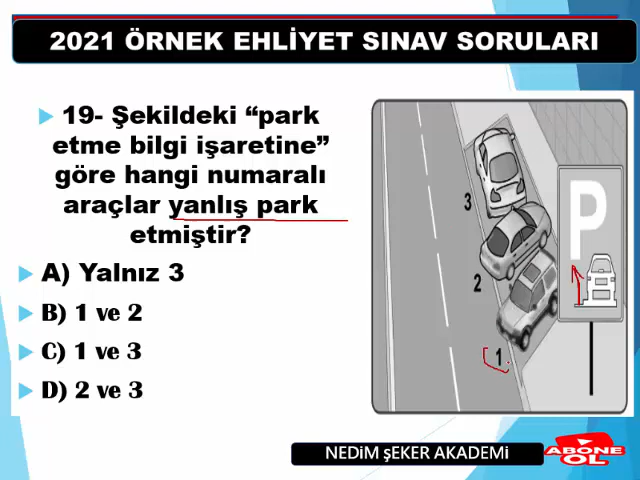 2021 ÖRNEK EHLİYET SINAV SORULARI
19- Şekildeki “park
etme bilgi işaretine”
göre hangi numaralı
araçlar yanlış park
etmiştir?
A) Yalnız 3
B) 1 ve 2
C) 1 ve 3
D) 2 ve 3
3
2
1
P
NEDİM ŞEKER AKADEMİ
ABONE
OL